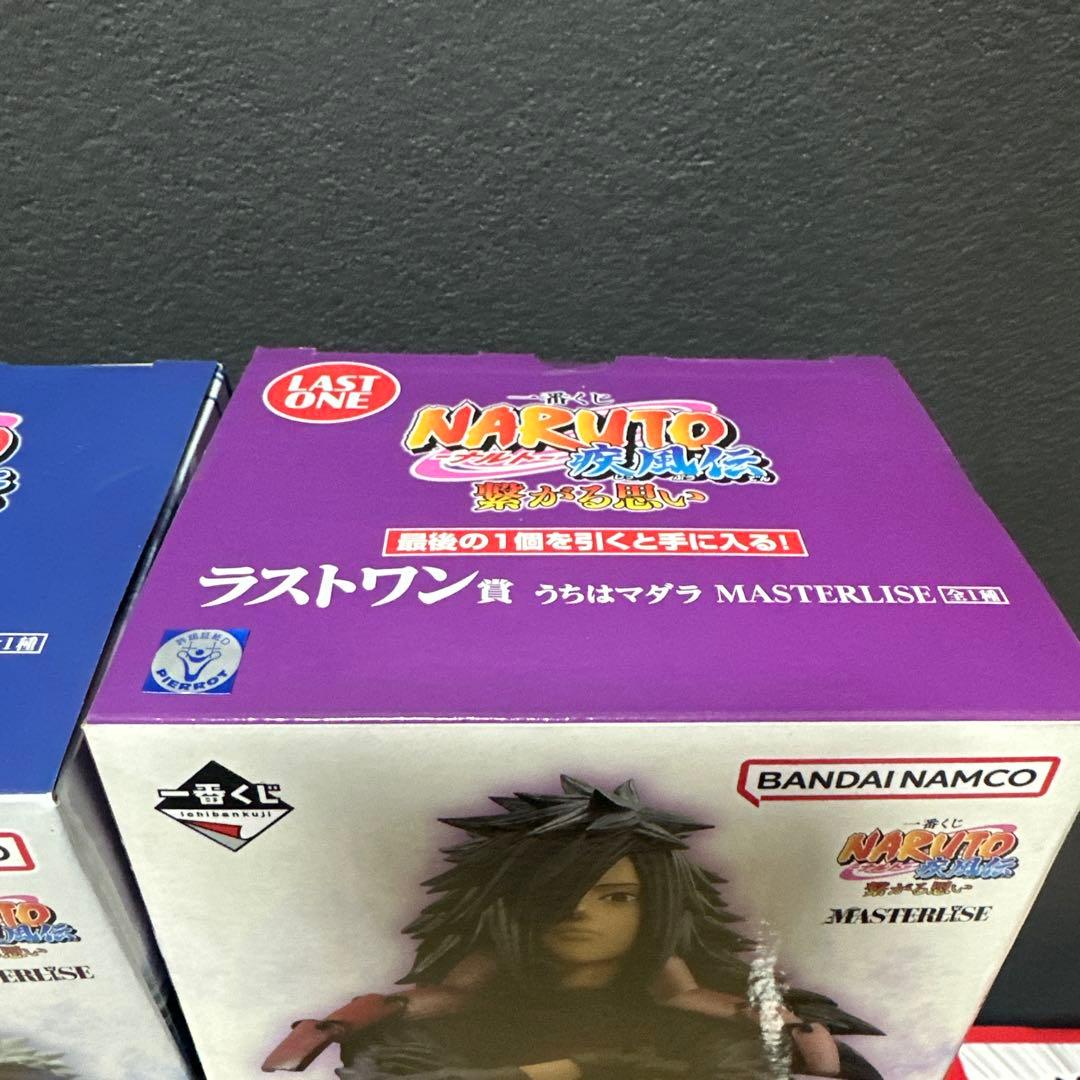 LAST
ONE
一番くじ
NARUTO
-ナルト-
疾風伝
繋がる思い
最後の1個を引くと手に入る!
ラストワン賞 うちはマダラ MASTERLISE 全1種
PIERROT
一番くじ
ichibankuji
BANDAI NAMCO
一番くじ
NARUTO
疾風伝
繋がる思い
MASTERLISE